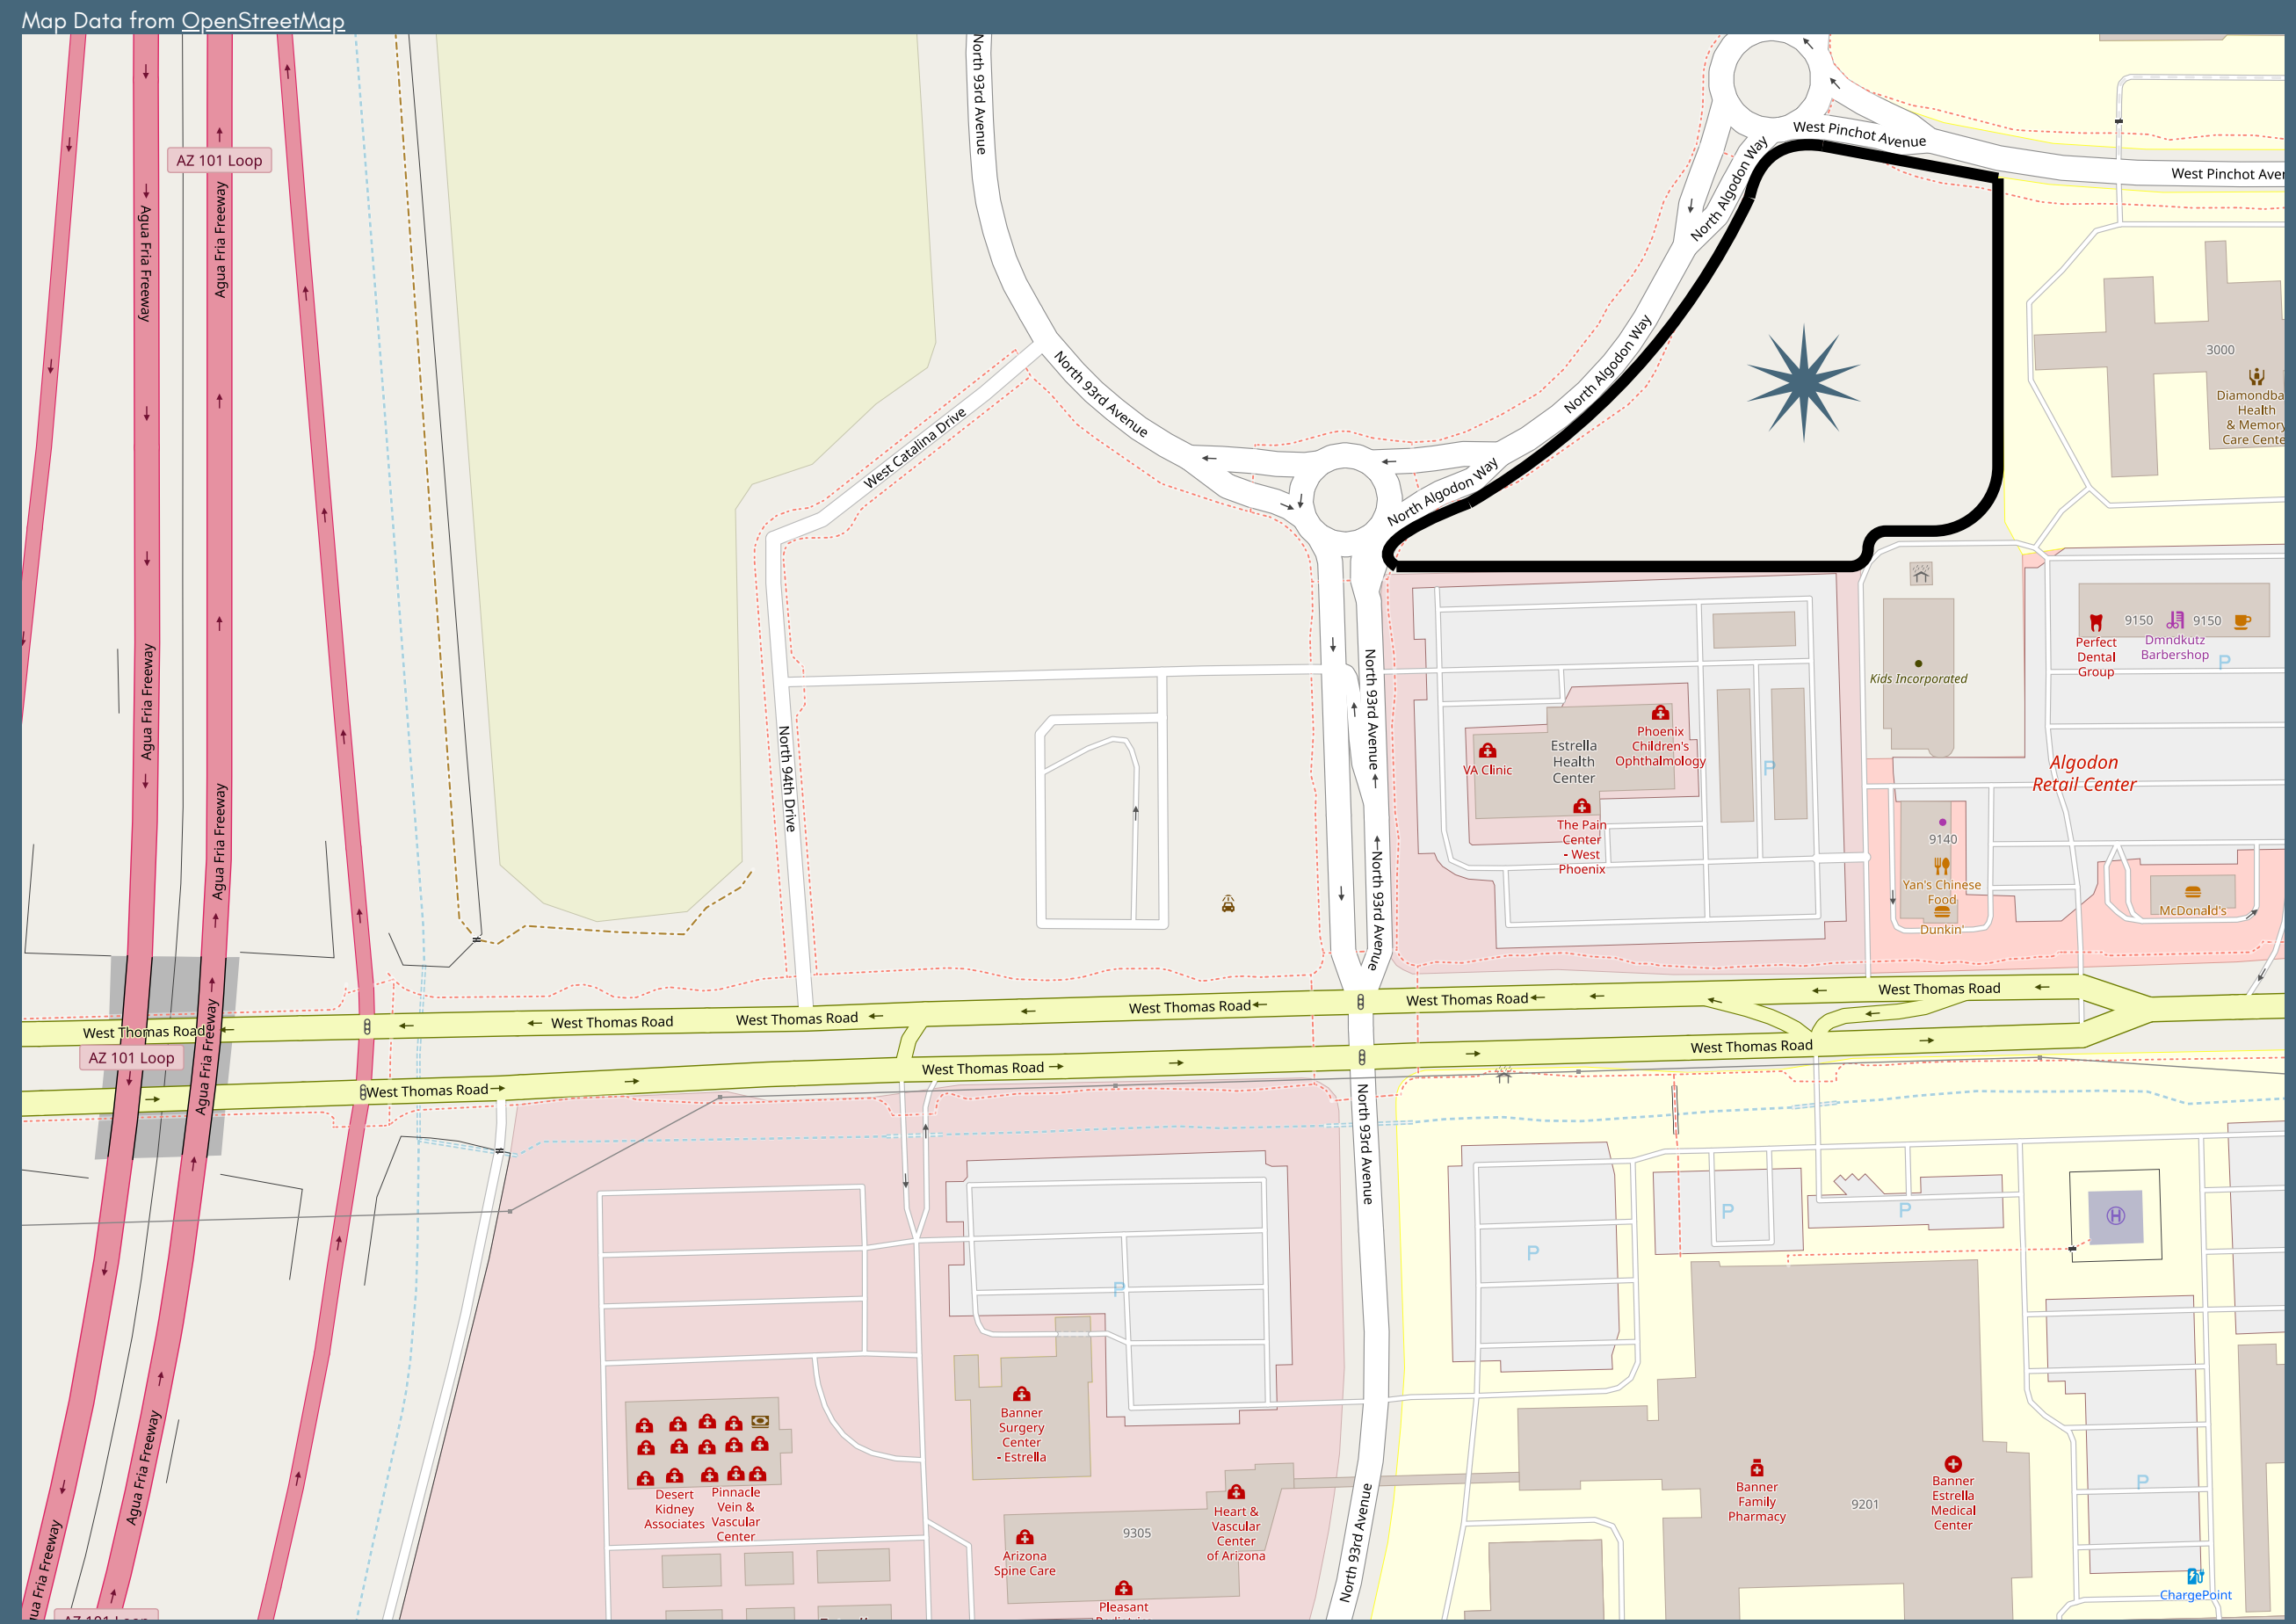 Map Data from OpenStreetMap
North 93rd Avenue
West Pinchot Avenue
AZ 101 Loop
North Algodon Way
West Pinchot Aven
Agua Fria Freeway
Agua Fria Freeway
3000
North Algodon Way
North 93rd Avenue
Diamondba
Health
& Memory
Care Cente
West Catalina Drive
North Algodon Way
9150
9150
Perfect
Dental
Group
Dmndkutz
Barbershop
P
Kids Incorporated
Agua Fria Freeway
North 93rd Avenue
North 94th Drive
VA Clinic
Estrella
Health
Center
Phoenix
Children's
Ophthalmology
P
Algodon
Retail Center
Agua Fria Freeway
The Pain
Center
- West
Phoenix
9140
Yan's Chinese
Food
Dunkin'
McDonald's
North 93rd Avenue
West Thomas Road
West Thomas Road
West Thomas Road
West Thomas Road
West Thomas Road
West Thomas Road
AZ 101 Loop
Agua Fria Freeway
West Thomas Road
West Thomas Road
West Thomas Road
North 93rd Avenue
P
P
P
H
P
Banner
Surgery
Center
- Estrella
Agua Fria Freeway
Desert
Kidney
Associates
Pinnacle
Vein &
Vascular
Center
Heart &
Vascular
Center
of Arizona
9305
Arizona
Spine Care
Pleasant
North 93rd Avenue
Banner
Family
Pharmacy
9201
Banner
Estrella
Medical
Center
P
ChargePoint
ua Fria Freeway
AZ 101 Loop